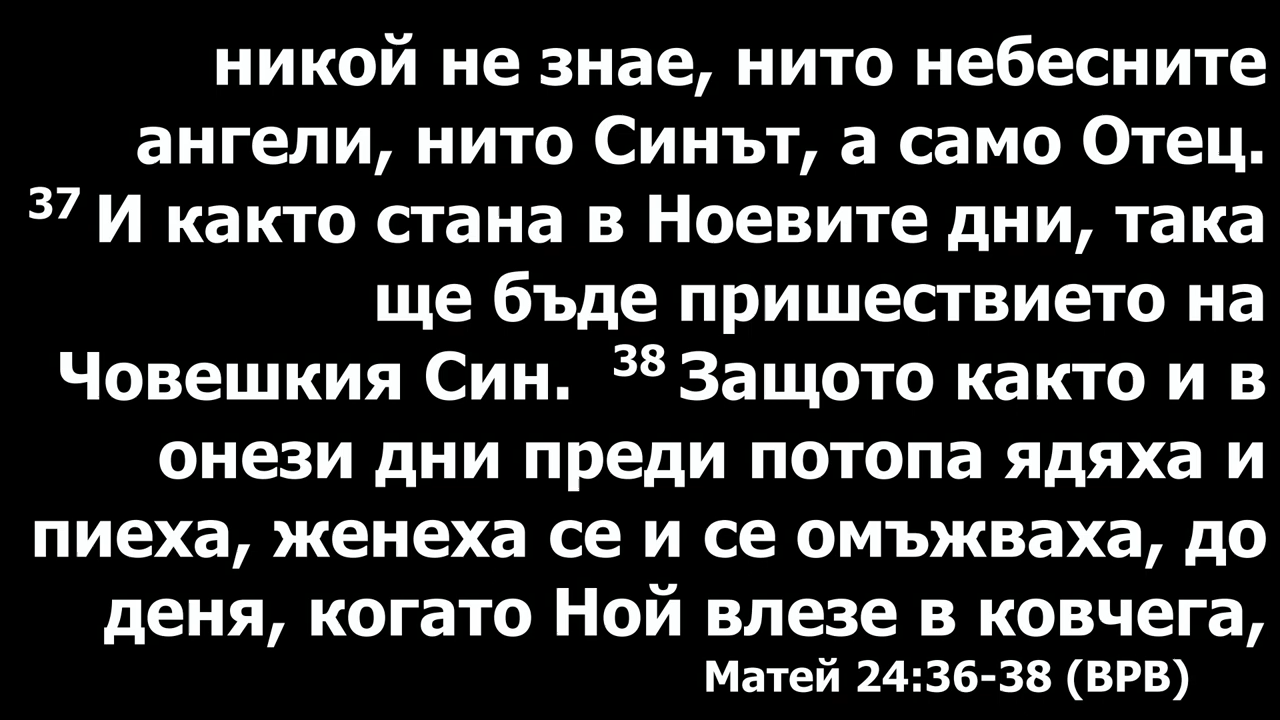 никой не знае, нито небесните
ангели, нито Синът, а само Отец.
37 И както стана в Ноевите дни, така
ще бъде пришествието на
Човешкия Син. 38 Защото както и в
онези дни преди потопа ядяха и
пиеха, женеха се и се омъжваха, до
деня, когато Ной влезе в ковчега,
Матей 24:36-38 (ВРВ)